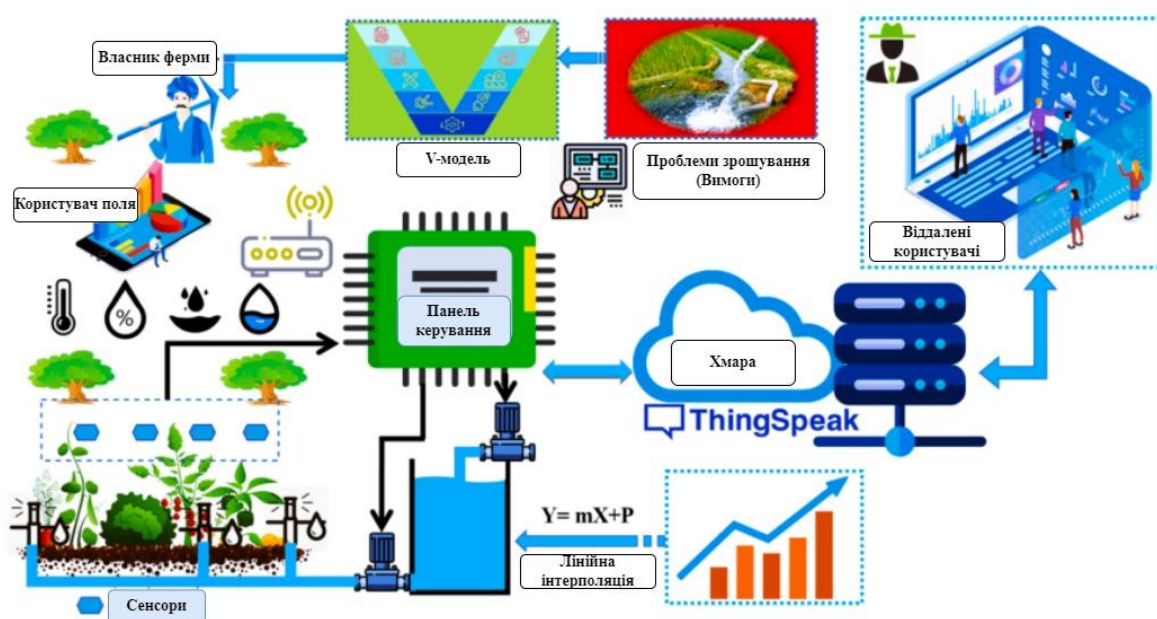 Власник ферми
V-модель
Проблеми зрошування
(Вимоги)
Користувач поля
Віддалені
користувачі
%
Панель
керування
Хмара
ThingSpeak
Y= mX+P
Лінійна
інтерполяція
Сенсори